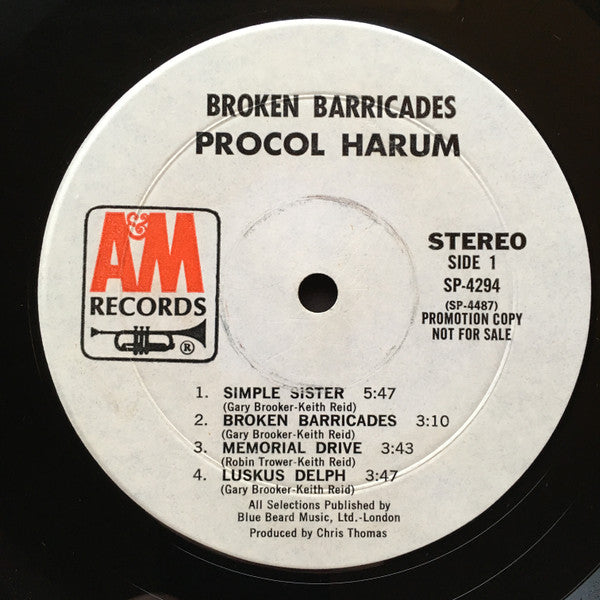 BROKEN BARRICADES
PROCOL HARUM
A&M
RECORDS
®
STEREO
SIDE 1
SP-4294
(SP-4487)
PROMOTION COPY
NOT FOR SALE
1. SIMPLE SISTER 5:47
(Gary Brooker-Keith Reid)
2. BROKEN BARRICADES 3:10
(Gary Brooker-Keith Reid)
3. MEMORIAL DRIVE 3:43
(Robin Trower-Keith Reid)
4. LUSKUS DELPH 3:47
(Gary Brooker-Keith Reid)
All Selections Published by
Blue Beard Music, Ltd.-London
Produced by Chris Thomas